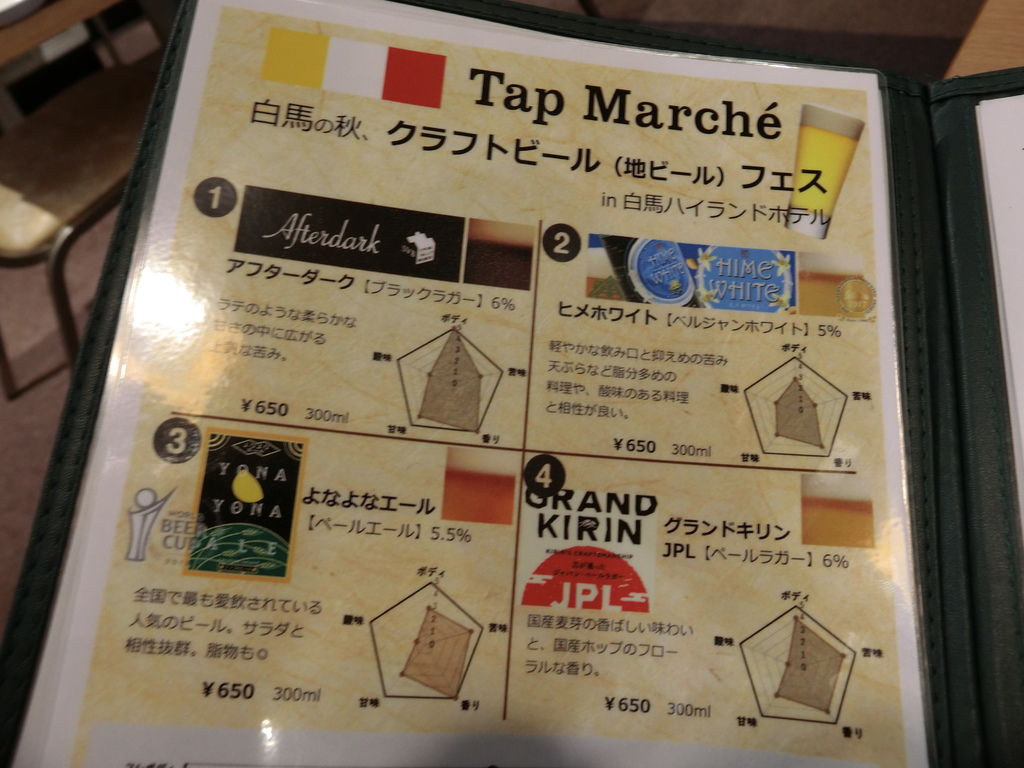 Tap Marché
白馬の秋、クラフトビール（地ビール）フェス
in 白馬ハイランドホテル
1
Afterdark
アフターダーク【ブラックラガー】6%
ラテのような柔らかな
甘さの中に広がる
上質な苦み。
ボディ
酸味
苦味
甘味
香り
5
4
3
2
1
0
¥650 300ml
2
HIME
WHITE
HIME
WHITE
ヒメホワイト【ベルジャンホワイト】5%
軽やかな飲み口と抑えめの苦み
天ぷらなど脂分多めの
料理や、酸味のある料理
と相性が良い。
ボディ
酸味
苦味
甘味
香り
¥650 300ml
3
WORLD
BEER
CUP
YONA
YONA
ALE
よなよなエール
【ペールエール】5.5%
全国で最も愛飲されている
人気のビール。サラダと
相性抜群。脂物も◎
ボディ
酸味
苦味
甘味
香り
¥650 300ml
4
GRAND
KIRIN
JPL
グランドキリン
JPL【ペールラガー】6%
国産麦芽の香ばしい味わい
と、国産ホップのフロー
ラルな香り。
ボディ
酸味
苦味
甘味
香り
¥650 300ml